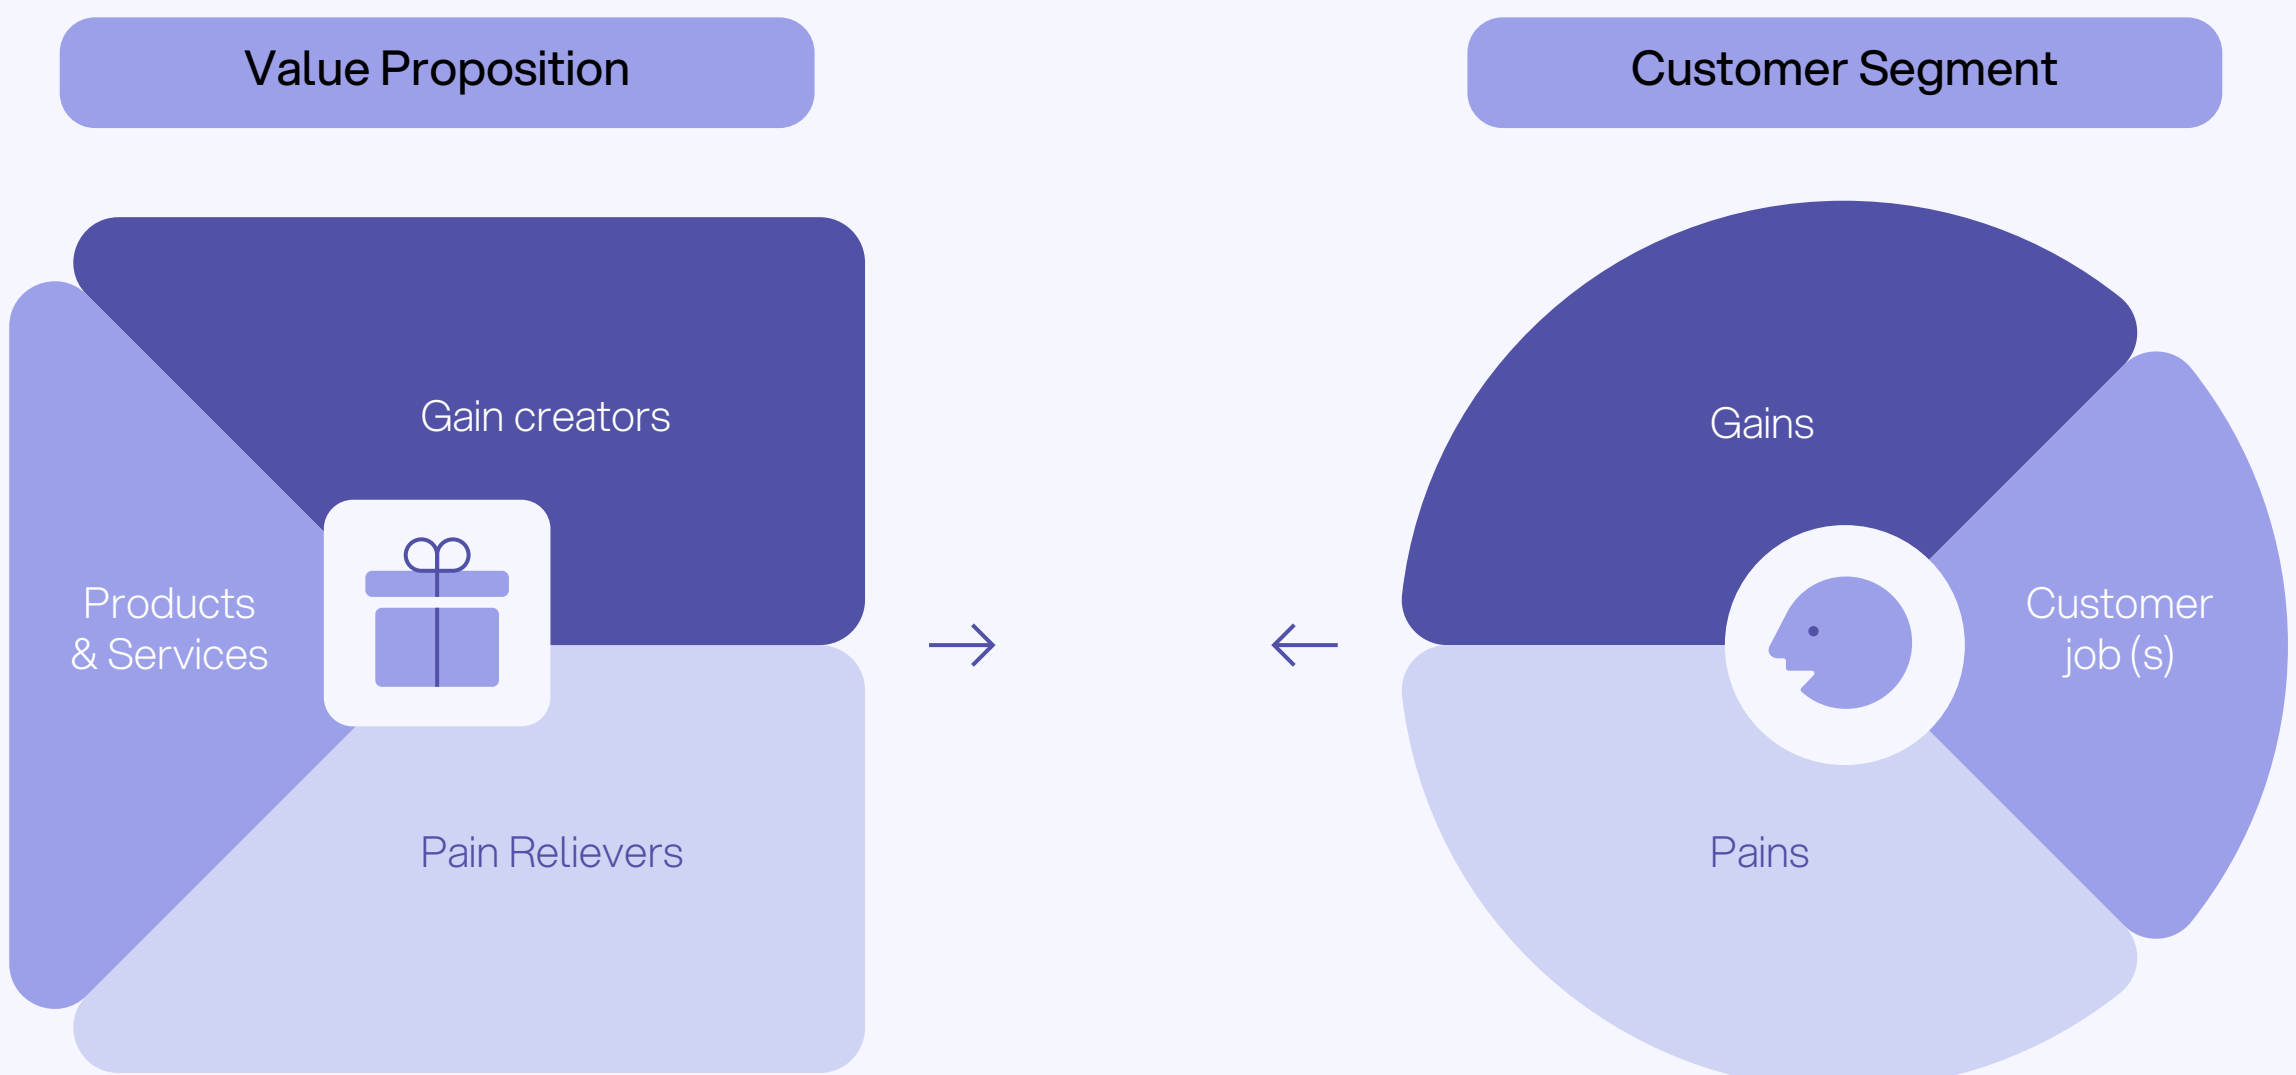 Value Proposition
Customer Segment
Gain creators
Products
& Services
Pain Relievers
Gains
Customer
job (s)
Pains